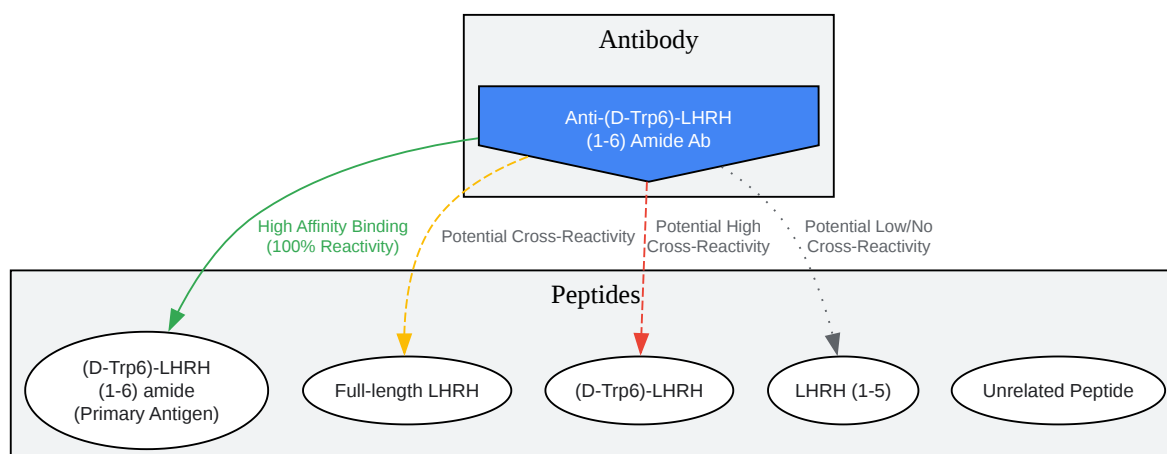 Antibody
Anti-(D-Trp6)-LHRH
(1-6) Amide Ab
High Affinity Binding
(100% Reactivity)
Potential Cross-Reactivity
Potential High
Cross-Reactivity
Potential Low/No
Cross-Reactivity
Peptides
(D-Trp6)-LHRH
(1-6) amide
(Primary Antigen)
Full-length LHRH
(D-Trp6)-LHRH
LHRH (1-5)
Unrelated Peptide